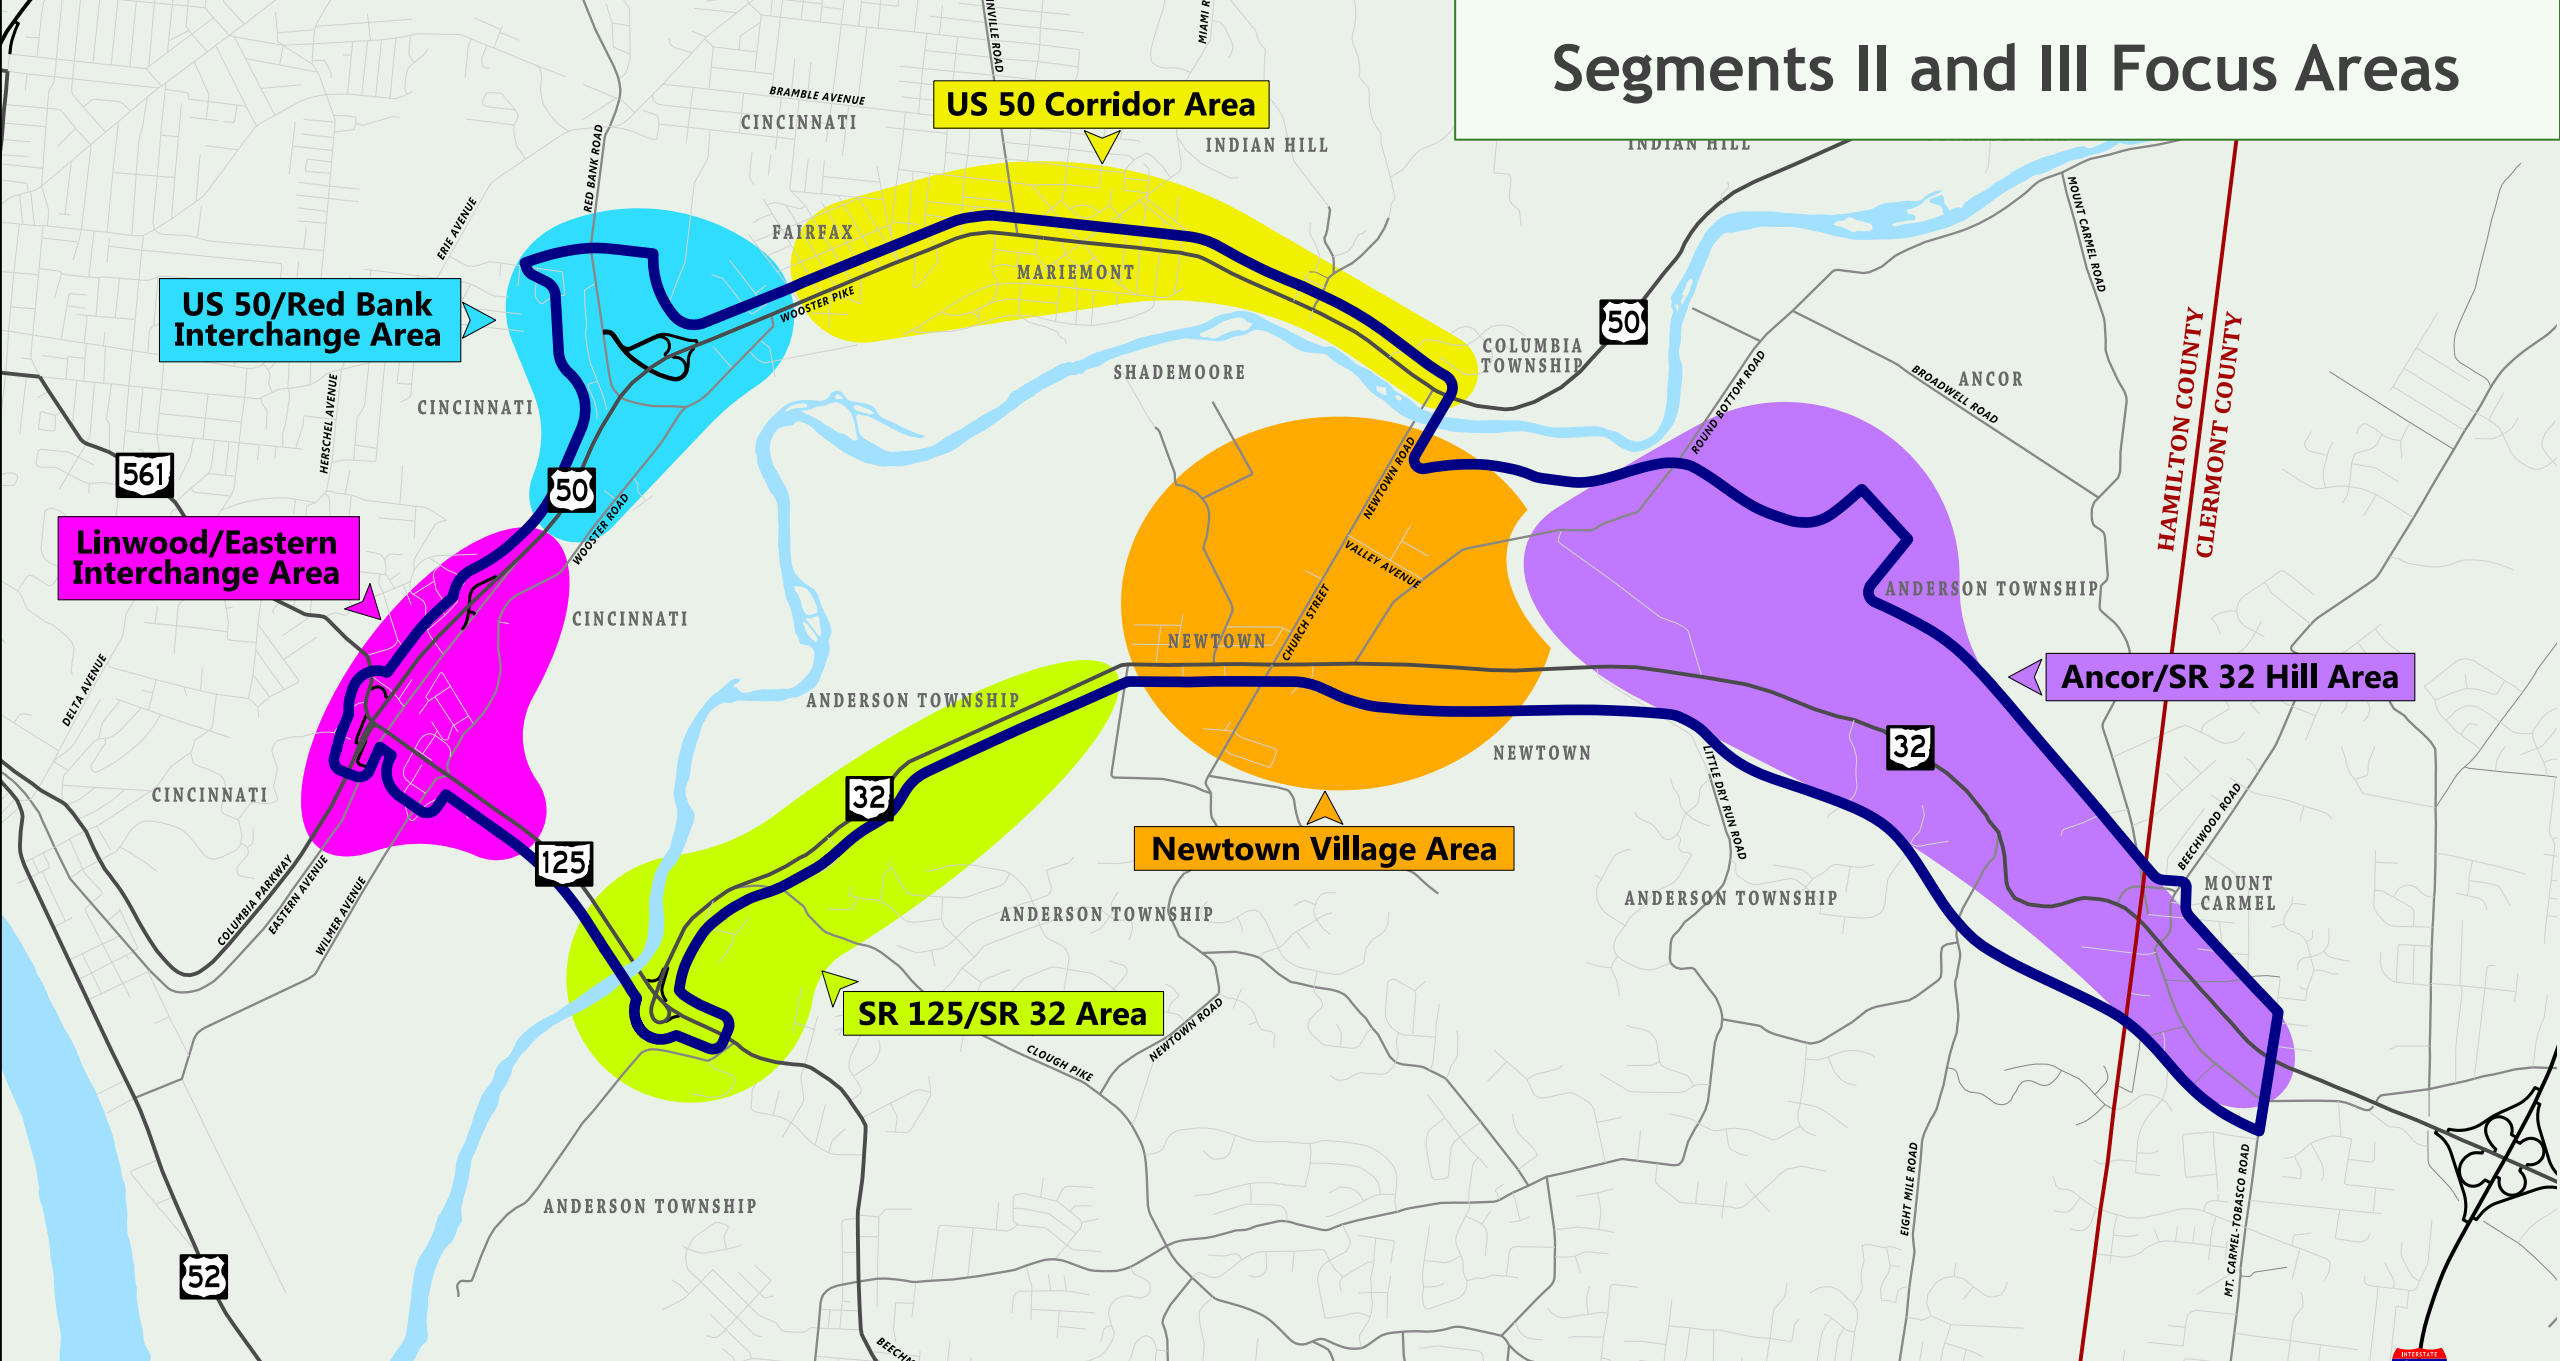 Segments II and III Focus Areas
MIAMI R
NVILLE ROAD
BRAMBLE AVENUE
CINCINNATI
US 50 Corridor Area
INDIAN HILL
INDIAN HILL
RED BANK ROAD
ERIE AVENUE
FAIRFAX
MARIEMONT
WOOSTER PIKE
MOUNT CARMEL ROAD
US 50/Red Bank
Interchange Area
50
COLUMBIA
TOWNSHIP
SHADEMOORE
HAMILTON COUNTY
CLERMONT COUNTY
ROUND BOTTOM ROAD
ANCOR
BROADWELL ROAD
HERSCHEL AVENUE
CINCINNATI
561
50
WOOSTER ROAD
NEWTOWN ROAD
VALLEY AVENUE
Linwood/Eastern
Interchange Area
CINCINNATI
ANDERSON TOWNSHIP
CHURCH STREET
NEWTOWN
DELTA AVENUE
ANDERSON TOWNSHIP
Ancor/SR 32 Hill Area
32
NEWTOWN
LITTLE DRY RUN ROAD
CINCINNATI
32
BEECHWOOD ROAD
Newtown Village Area
125
COLUMBIA PARKWAY
EASTERN AVENUE
WILMER AVENUE
MOUNT
CARMEL
ANDERSON TOWNSHIP
ANDERSON TOWNSHIP
SR 125/SR 32 Area
NEWTOWN ROAD
CLOUGH PIKE
EIGHT MILE ROAD
MT. CARMEL-TOBASCO ROAD
ANDERSON TOWNSHIP
52
BEECHM
INTERSTATE